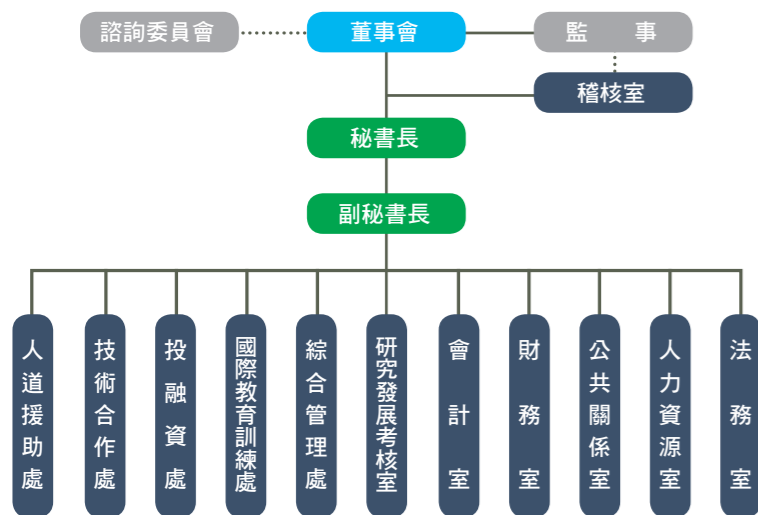 諮詢委員會
董事會
監　　事
稽核室
秘書長
副秘書長
人道援助處
技術合作處
投融資處
國際教育訓練處
綜合管理處
研究發展考核室
會計室
財務室
公共關係室
人力資源室
法務室